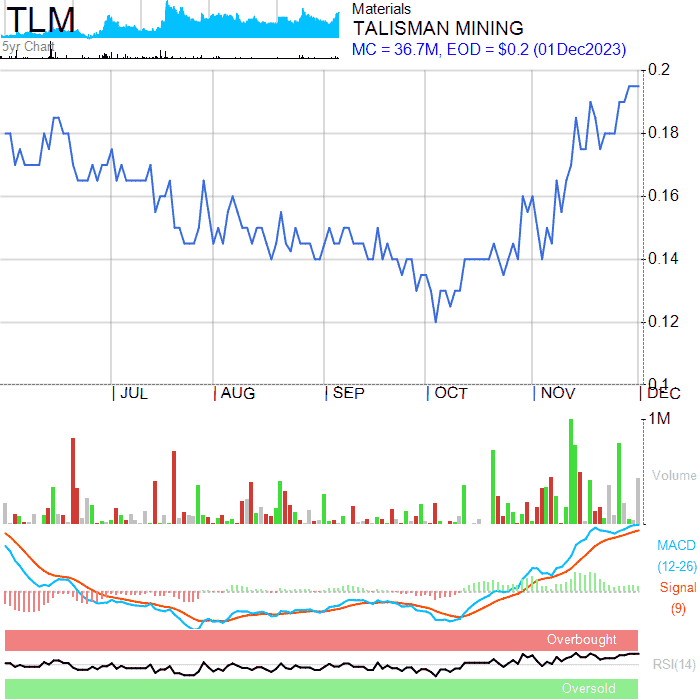 TLM
5yr Chart
Materials
TALISMAN MINING
MC = 36.7M, EOD = $0.2 (01Dec2023)
0.2
0.18
0.16
0.14
0.12
0.1
JUL
AUG
SEP
OCT
NOV
DEC
1M
Volume
MACD
(12-26)
Signal
(9)
Overbought
RSI(14)
Oversold